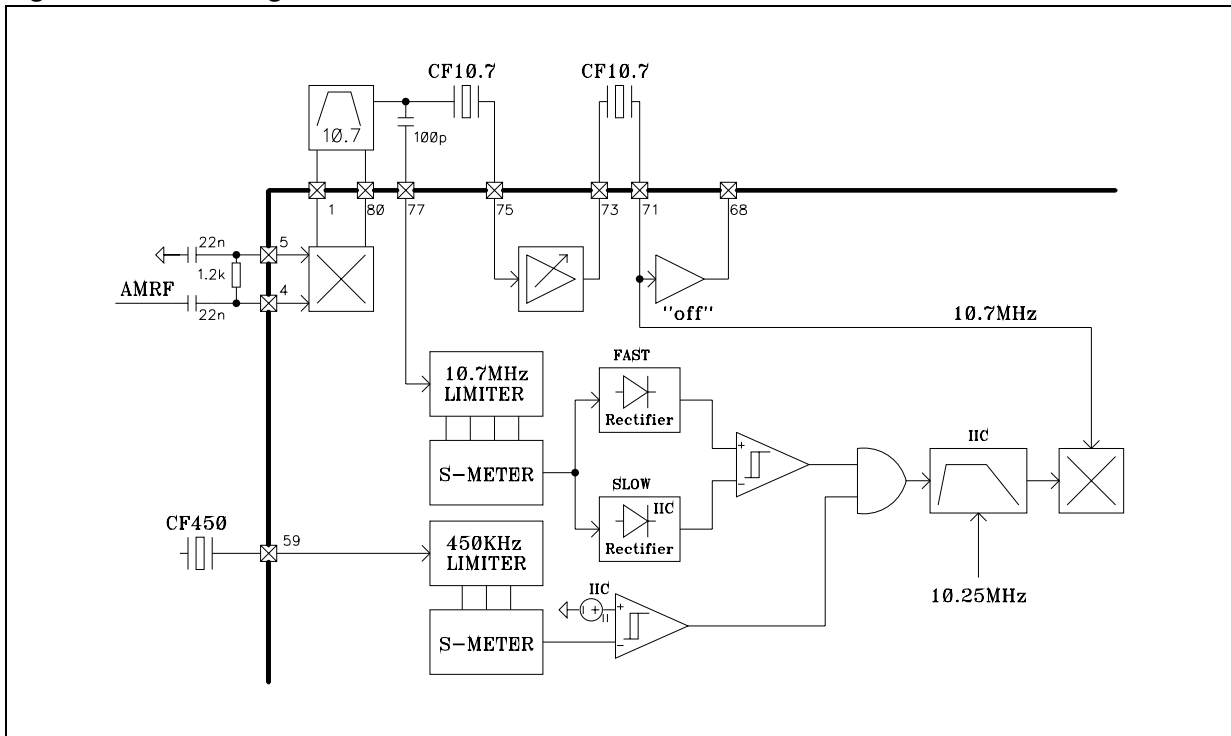 CF10.7
CF10.7
10.7
100p
1
80
77
75
73
71
68
22n
5
1.2k
AMRF
4
22n
"off"
10.7MHz
FAST
10.7MHz
LIMITER
Rectifier
+
IIC
-
S-METER
SLOW
IIC
Rectifier
CF450
59
450KHz
LIMITER
IIC
+
+
10.25MHz
S-METER
-